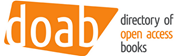 doab
directory of
open access
books